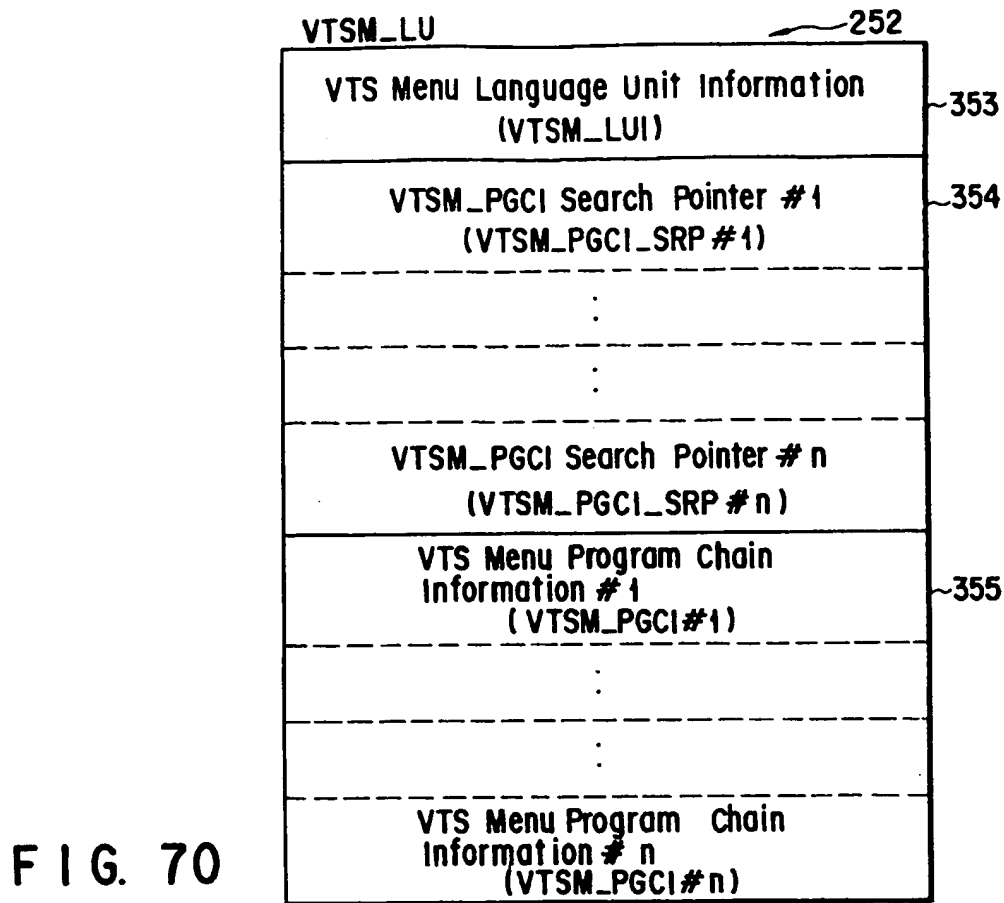 VTSM_LU
252
VTS Menu Language Unit Information
(VTSM_LUI)
353
VTSM_PGCI Search Pointer #1
(VTSM_PGCI_SRP#1)
354
VTSM_PGCI Search Pointer #n
(VTSM_PGCI_SRP#n)
VTS Menu Program Chain
Information #1
(VTSM_PGCI#1)
355
VTS Menu Program Chain
Information # n
(VTSM_PGCI#n)
FIG. 70